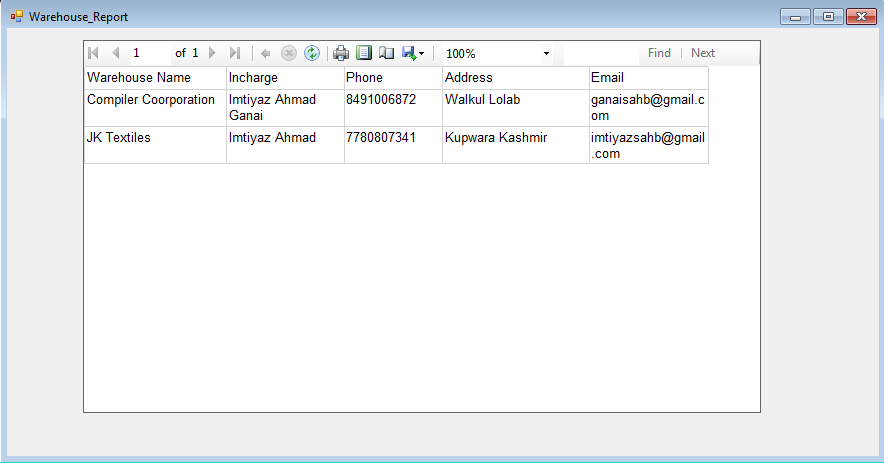 Warehouse_Report
1 of 1 100% Find Next
Warehouse Name Incharge Phone Address Email
Compiler Coorporation Imtiyaz Ahmad 8491006872 Walkul Lolab ganaisahb@gmail.c
Ganai om
JK Textiles Imtiyaz Ahmad 7780807341 Kupwara Kashmir imtiyazsahb@gmail
.com